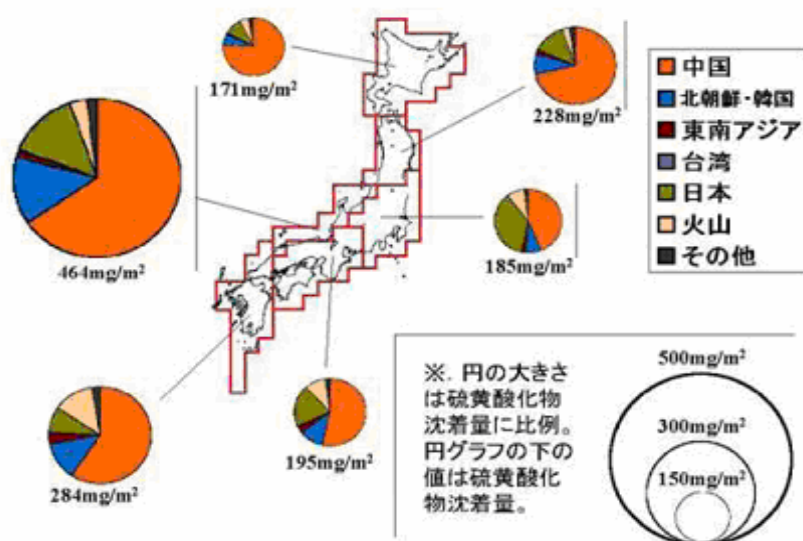 171mg/m²
228mg/m²
464mg/m²
185mg/m²
284mg/m²
195mg/m²
中国
北朝鮮・韓国
東南アジア
台湾
日本
火山
その他
※．円の大きさ
は硫黄酸化物
沈着量に比例。
円グラフの下の
値は硫黄酸化
物沈着量。
500mg/m²
300mg/m²
150mg/m²